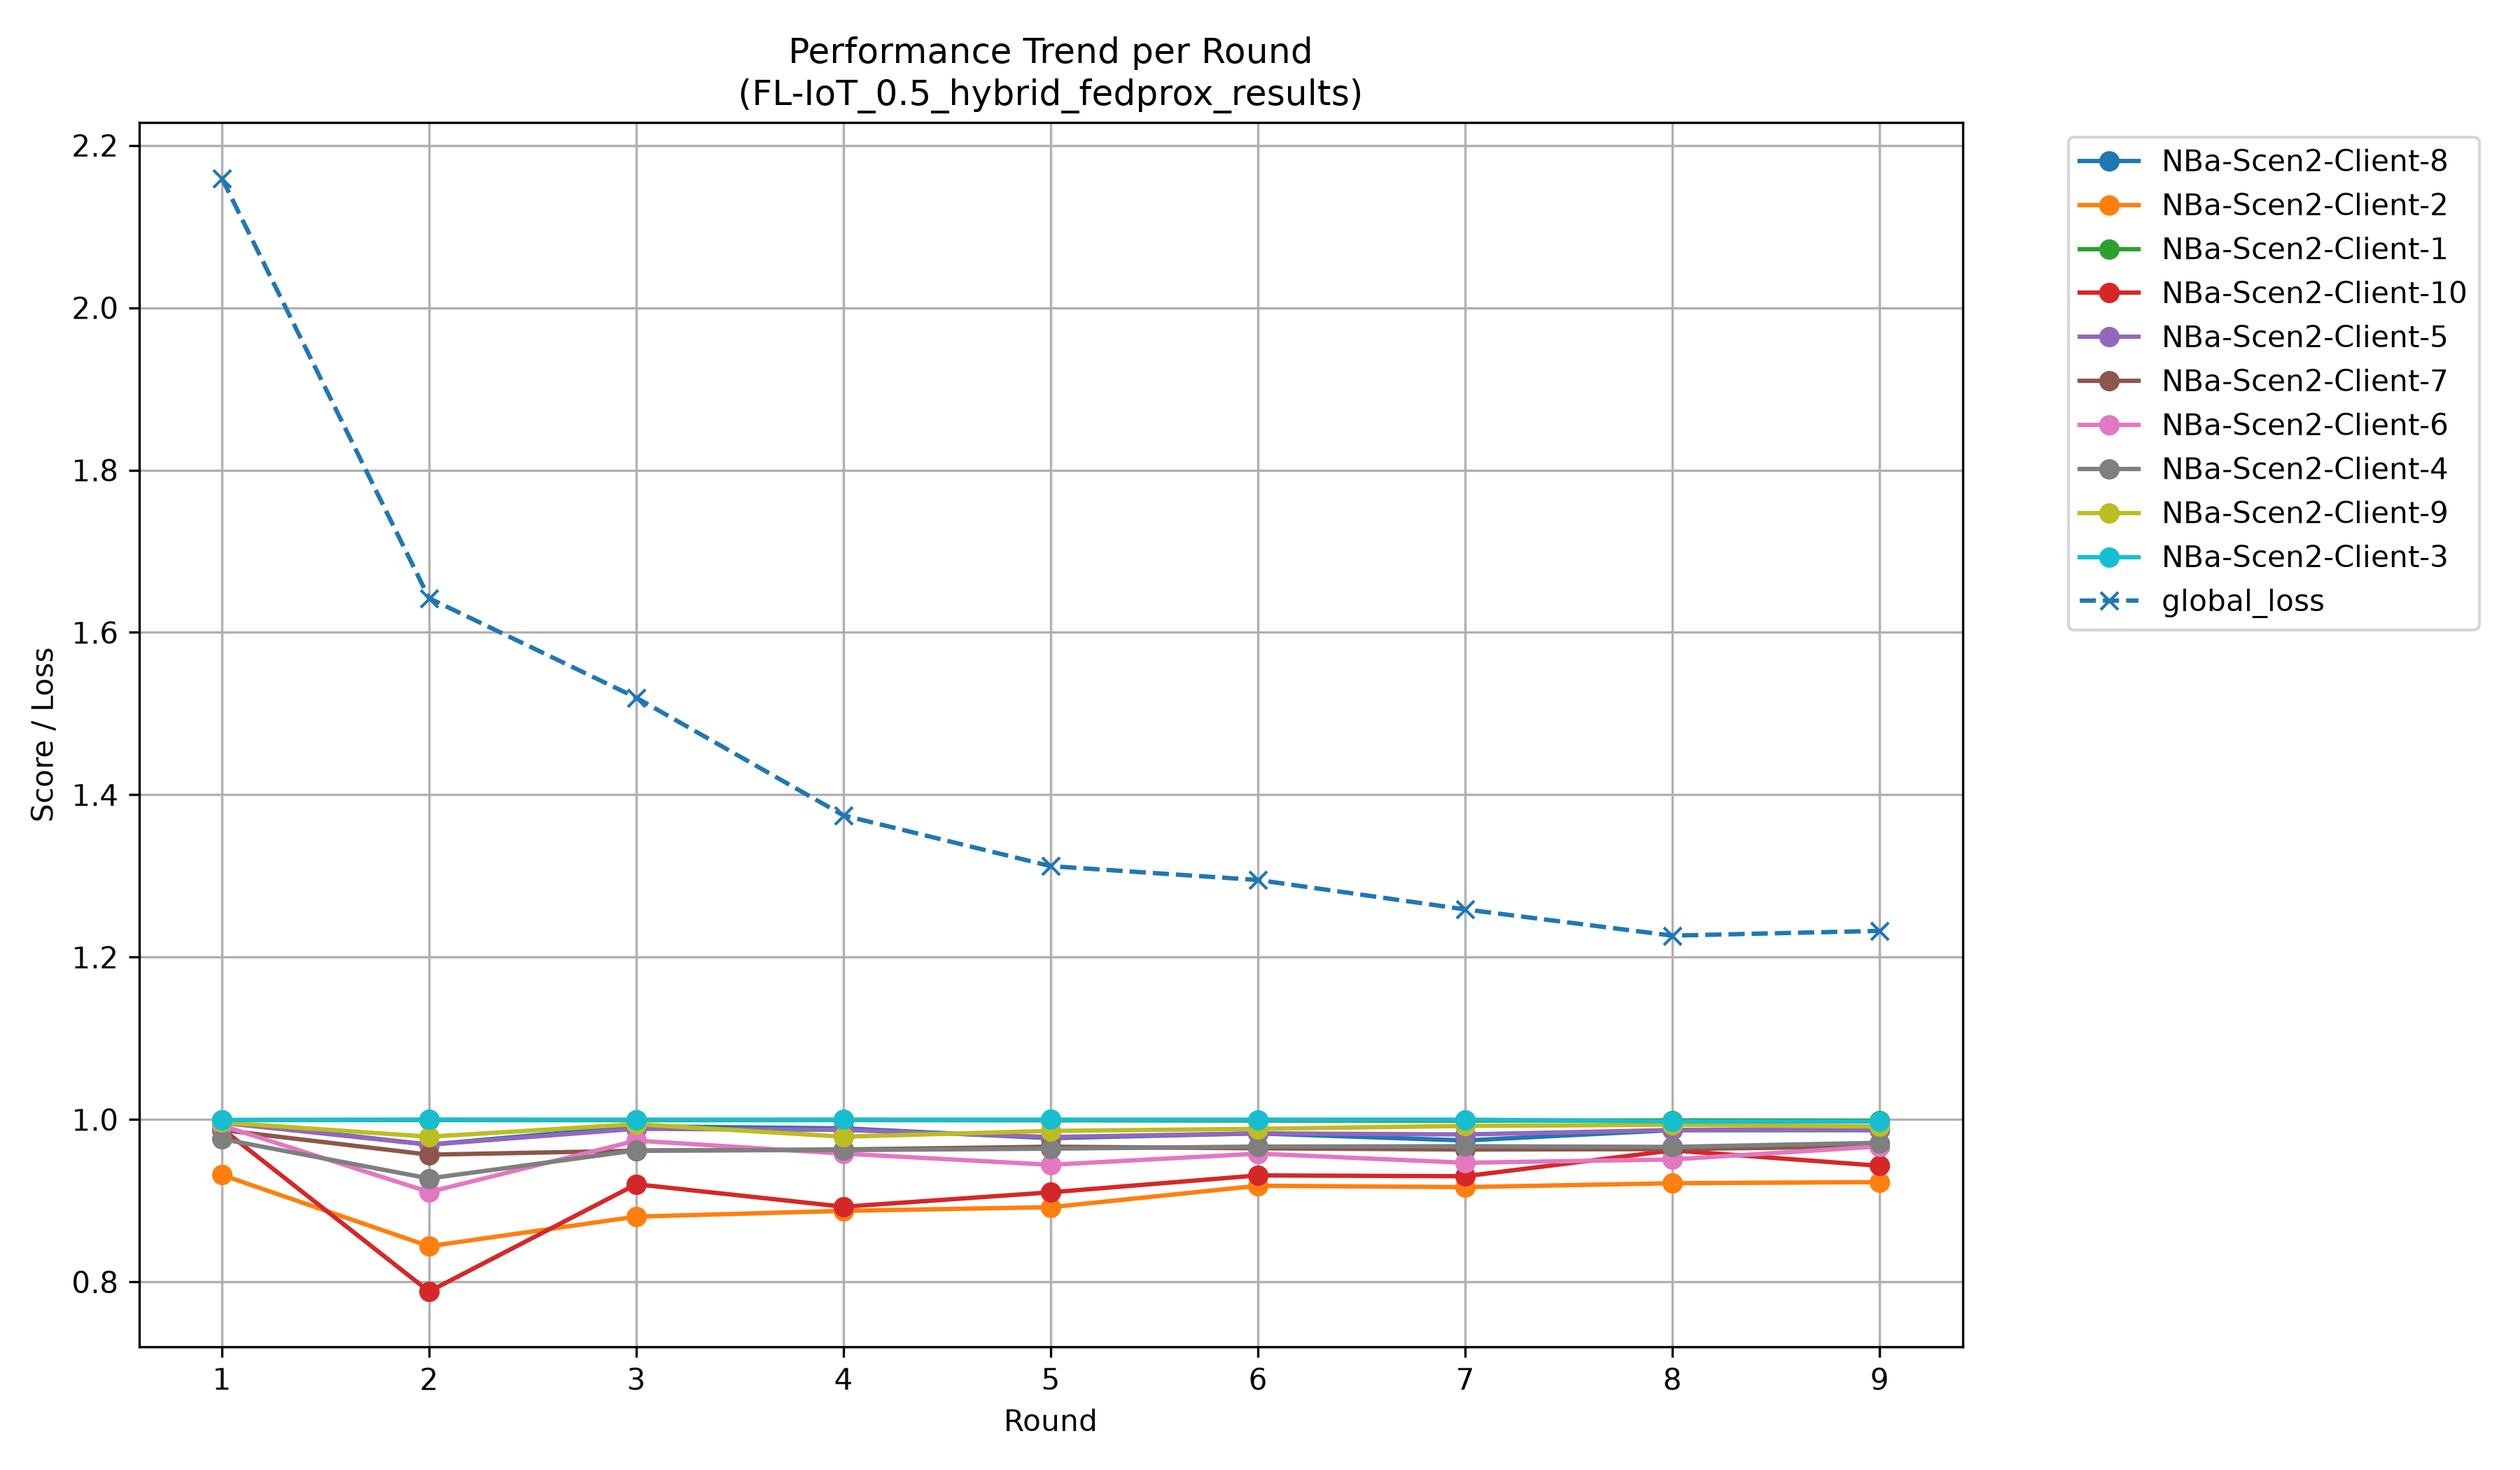 Performance Trend per Round
(FL-IoT_0.5_hybrid_fedprox_results)
Score / Loss
2.2
2.0
1.8
1.6
1.4
1.2
1.0
0.8
1 2 3 4 5 6 7 8 9
Round
NBa-Scen2-Client-8
NBa-Scen2-Client-2
NBa-Scen2-Client-1
NBa-Scen2-Client-10
NBa-Scen2-Client-5
NBa-Scen2-Client-7
NBa-Scen2-Client-6
NBa-Scen2-Client-4
NBa-Scen2-Client-9
NBa-Scen2-Client-3
global_loss